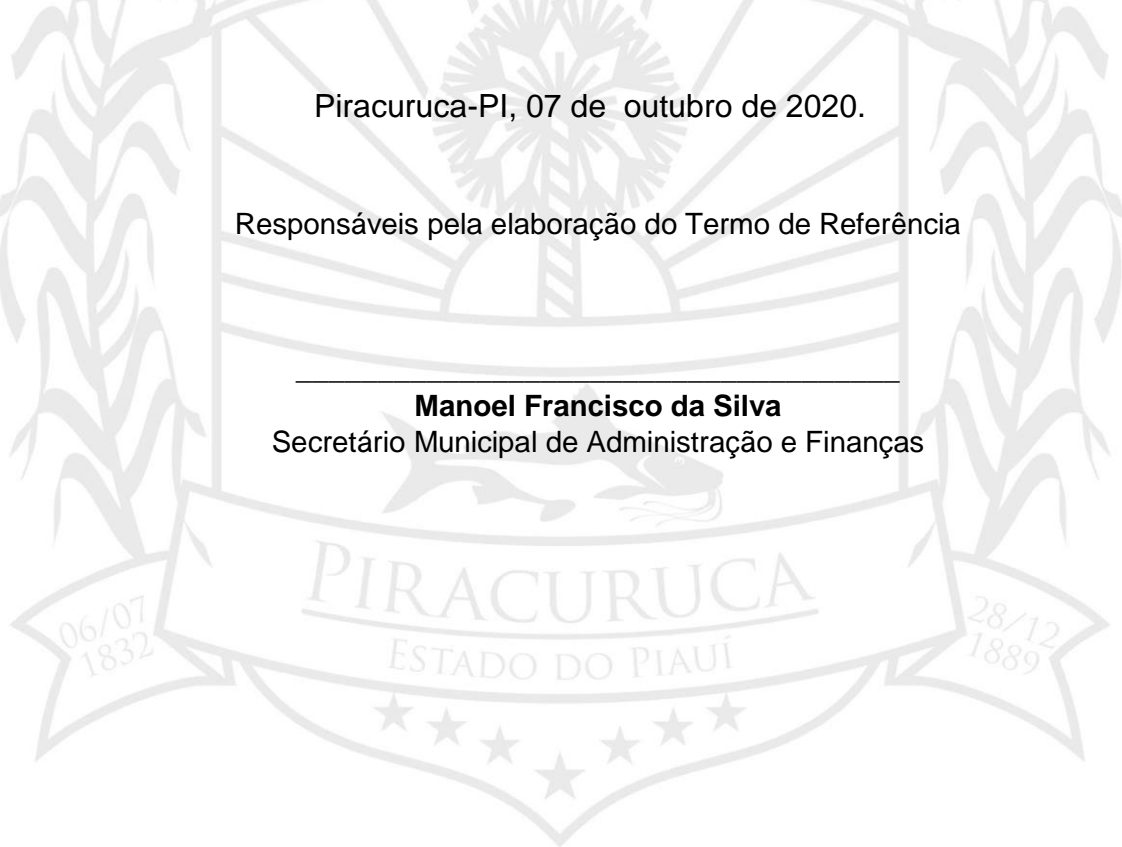 Piracuruca-PI, 07 de outubro de 2020.
Responsáveis pela elaboração do Termo de Referência
Manoel Francisco da Silva
Secretário Municipal de Administração e Finanças
PIRACURUCA
ESTADO DO PIAUÍ
06/07
1832
28/12
1889